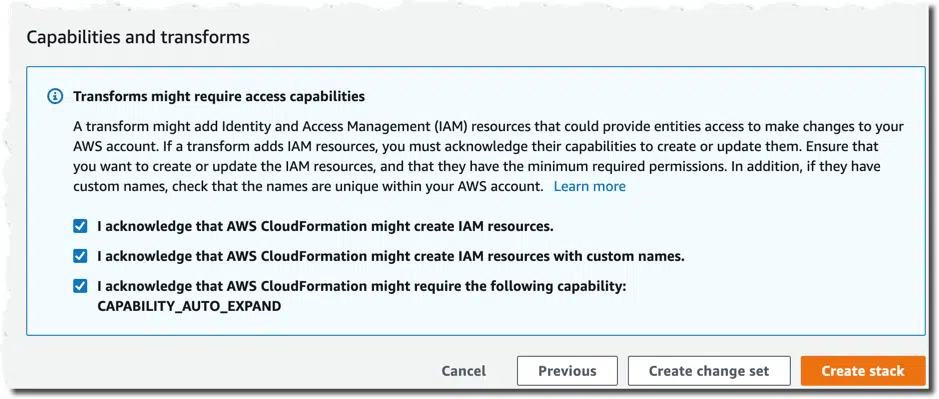 Capabilities and transforms
Transforms might require access capabilities
A transform might add Identity and Access Management (IAM) resources that could provide entities access to make changes to your
AWS account. If a transform adds IAM resources, you must acknowledge their capabilities to create or update them. Ensure that
you want to create or update the IAM resources, and that they have the minimum required permissions. In addition, if they have
custom names, check that the names are unique within your AWS account. Learn more
I acknowledge that AWS CloudFormation might create IAM resources.
I acknowledge that AWS CloudFormation might create IAM resources with custom names.
I acknowledge that AWS CloudFormation might require the following capability:
CAPABILITY_AUTO_EXPAND
Cancel Previous Create change set Create stack